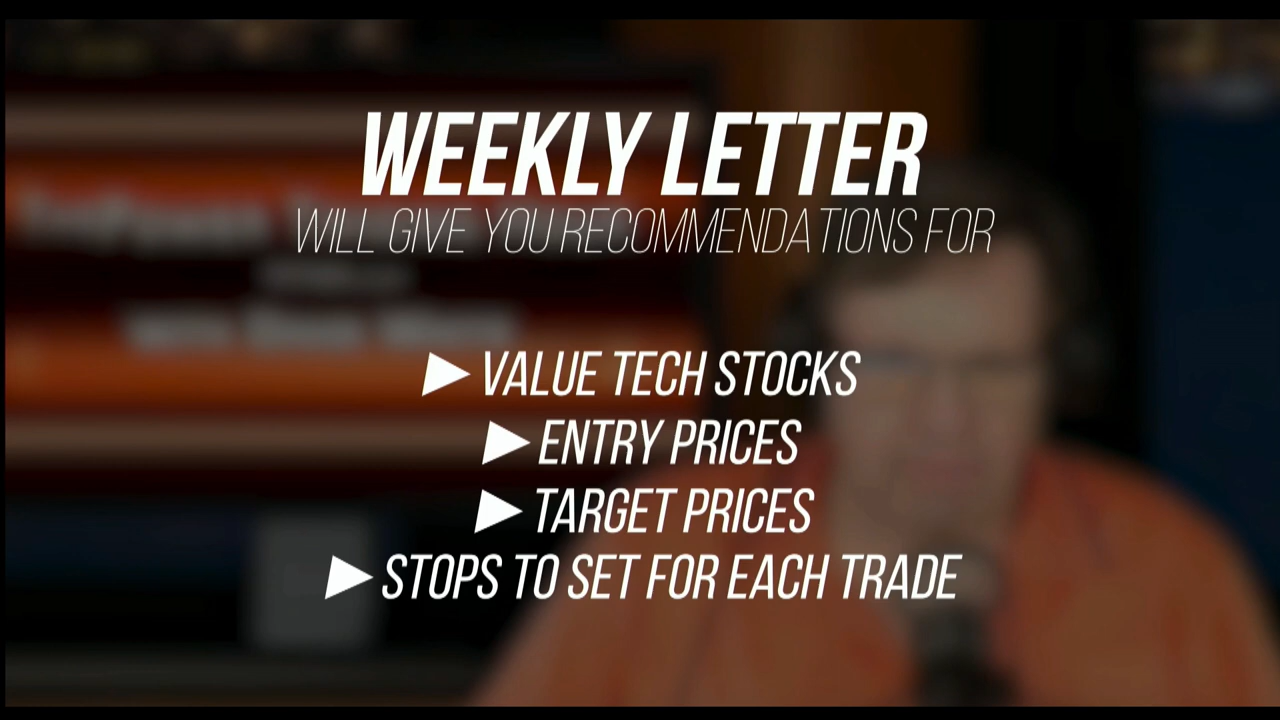 WEEKLY LETTER
WILL GIVE YOU RECOMMENDATIONS FOR
▶ VALUE TECH STOCKS
▶ ENTRY PRICES
▶ TARGET PRICES
▶ STOPS TO SET FOR EACH TRADE